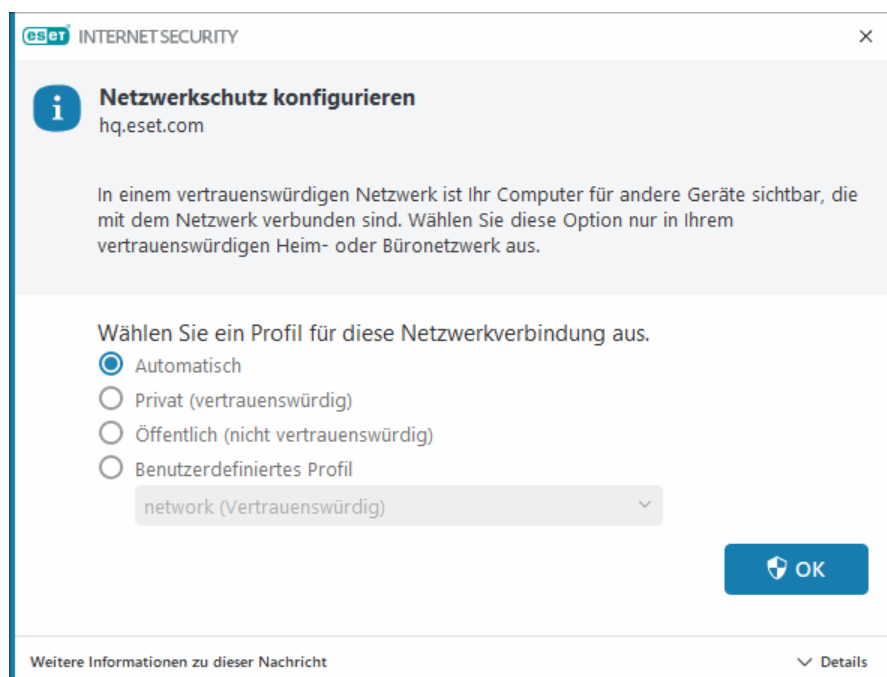 eset INTERNET SECURITY
Netzwerkschutz konfigurieren
hq.eset.com
In einem vertrauenswürdigen Netzwerk ist Ihr Computer für andere Geräte sichtbar, die
mit dem Netzwerk verbunden sind. Wählen Sie diese Option nur in Ihrem
vertrauenswürdigen Heim- oder Büronetzwerk aus.
Wählen Sie ein Profil für diese Netzwerkverbindung aus.
Automatisch
Privat (vertrauenswürdig)
Öffentlich (nicht vertrauenswürdig)
Benutzerdefiniertes Profil
network (Vertrauenswürdig)
OK
Weitere Informationen zu dieser Nachricht Details